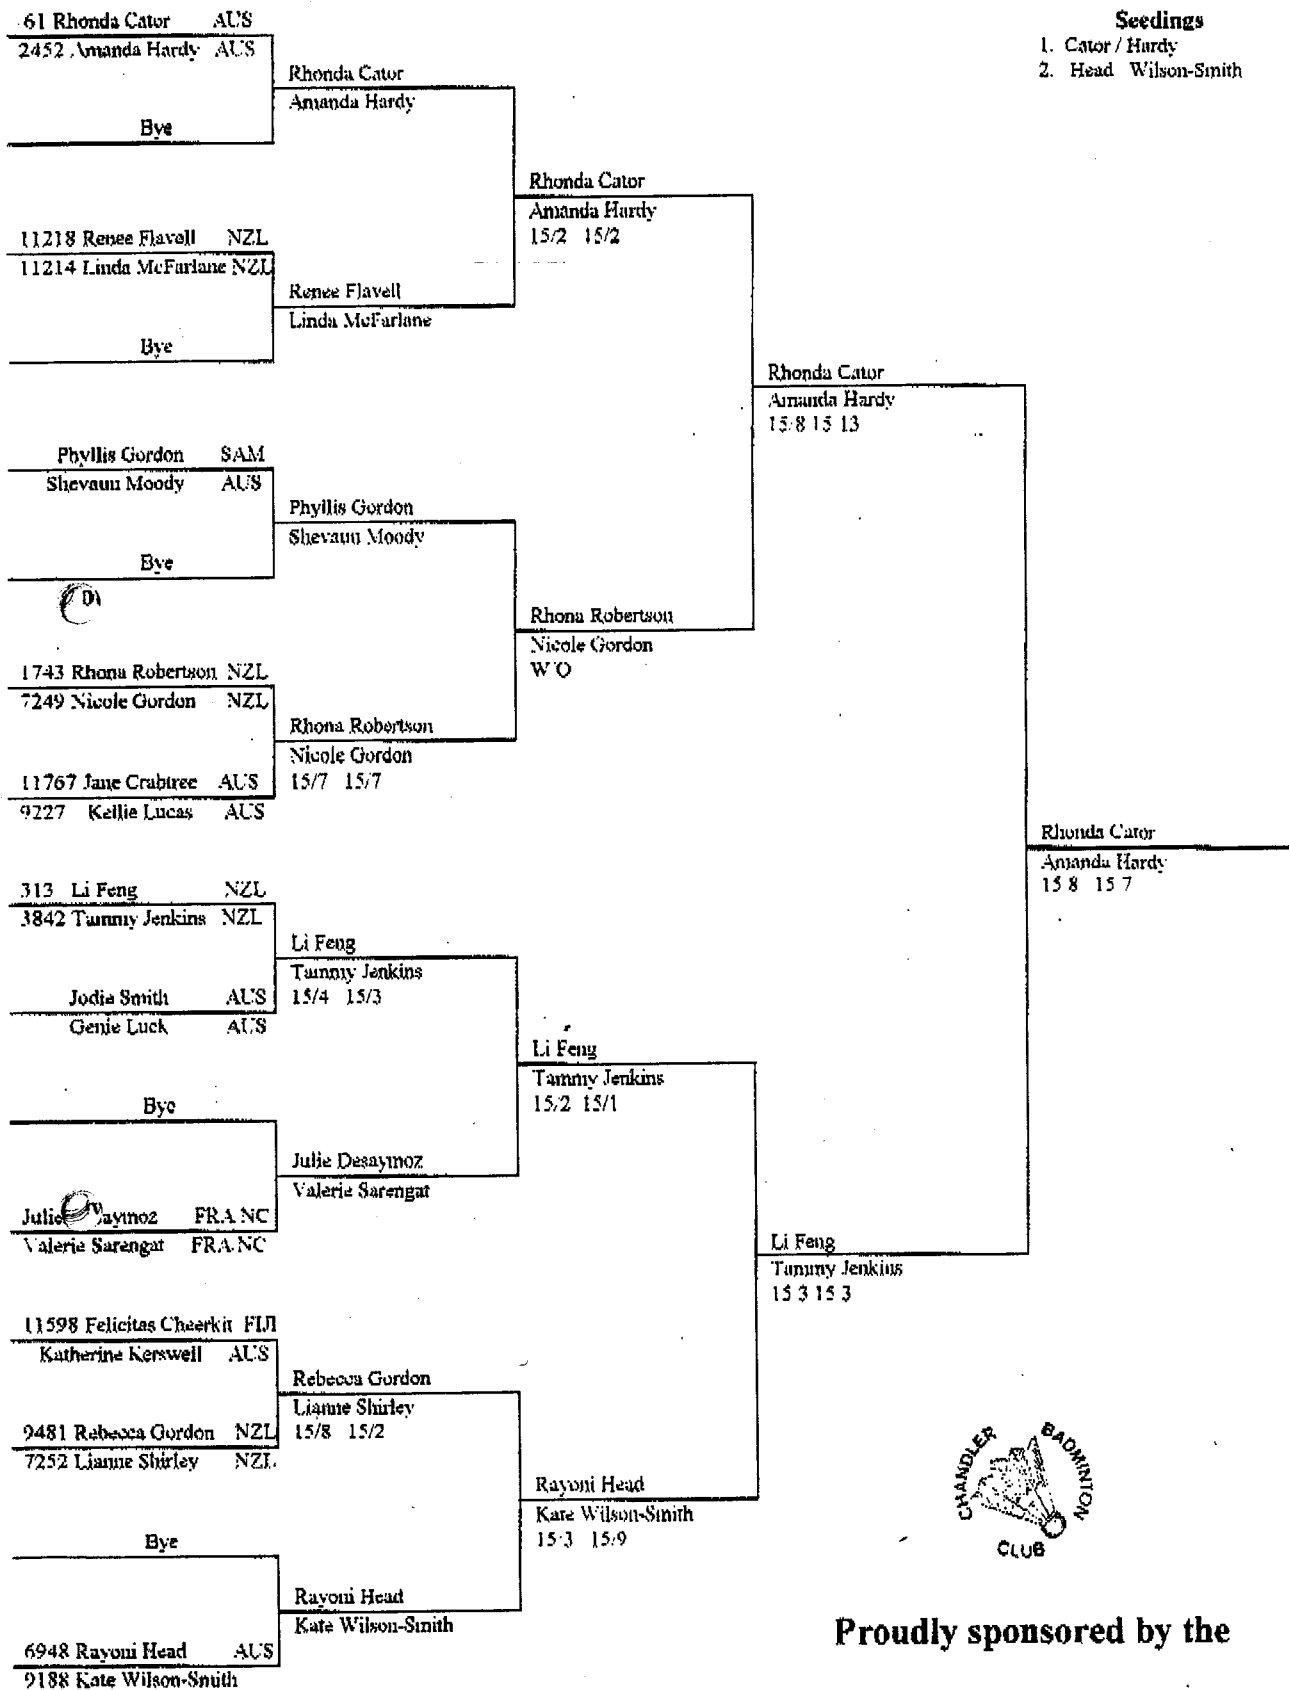 61 Rhonda Cator AUS
2452 Amanda Hardy AUS
Bye
11218 Renee Flavell NZL
11214 Linda McFarlane NZL
Bye
Phyllis Gordon SAM
Shevaun Moody AUS
Bye
1743 Rhona Robertson NZL
7249 Nicole Gordon NZL
11767 Jane Crabtree AUS
9227 Kellie Lucas AUS
313 Li Feng NZL
3842 Tammy Jenkins NZL
Jodie Smith AUS
Genie Luck AUS
Bye
Julie aymoz FRA.NC
Valerie Sarengat FRA.NC
11598 Felicitas Cheerkit FIJI
Katherine Kerswell AUS
9481 Rebecca Gordon NZL
7252 Lianne Shirley NZL
Bye
6948 Rayoni Head AUS
9188 Kate Wilson-Smith
Rhonda Cator
Amanda Hardy
Renee Flavell
Linda McFarlane
Phyllis Gordon
Shevaun Moody
Rhona Robertson
Nicole Gordon
15/7 15/7
Li Feng
Tammy Jenkins
15/4 15/3
Julie Desaymoz
Valerie Sarengat
Rebecca Gordon
Lianne Shirley
15/8 15/2
Rayoni Head
Kate Wilson-Smith
Rhonda Cator
Amanda Hardy
15/2 15/2
Rhona Robertson
Nicole Gordon
W O
Li Feng
Tammy Jenkins
15/2 15/1
Rayoni Head
Kate Wilson-Smith
15/3 15/9
Rhonda Cator
Amanda Hardy
15/8 15 13
Li Feng
Tammy Jenkins
15 3 15 3
Rhonda Cator
Amanda Hardy
15 8 15 7
Seedings
1. Cator / Hardy
2. Head Wilson-Smith
CHANDLER BADMINTON
CLUB
Proudly sponsored by the